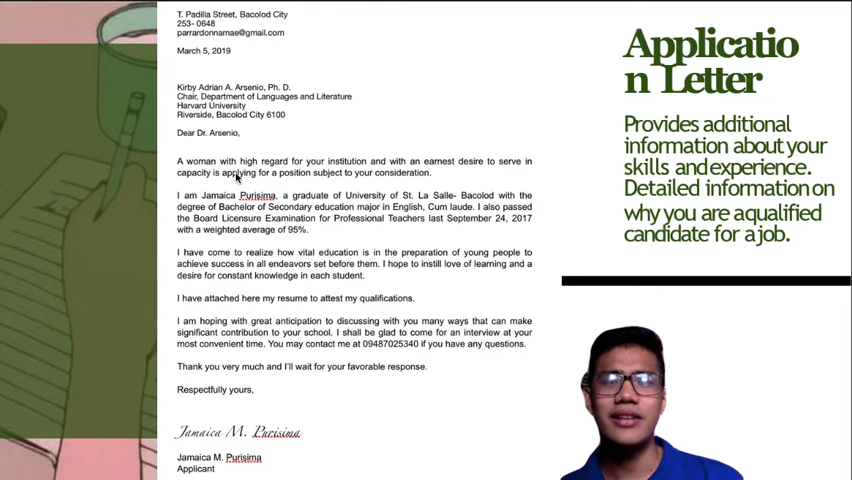 T. Padilla Street, Bacolod City
253- 0648
parrardonnamae@gmail.com
March 5, 2019
Kirby Adrian A. Arsenio, Ph. D.
Chair, Department of Languages and Literature
Harvard University
Riverside, Bacolod City 6100
Dear Dr. Arsenio,
A woman with high regard for your institution and with an earnest desire to serve in
capacity is applying for a position subject to your consideration.
I am Jamaica Purisima, a graduate of University of St. La Salle- Bacolod with the
degree of Bachelor of Secondary education major in English, Cum laude. I also passed
the Board Licensure Examination for Professional Teachers last September 24, 2017
with a weighted average of 95%.
I have come to realize how vital education is in the preparation of young people to
achieve success in all endeavors set before them. I hope to instill love of learning and a
desire for constant knowledge in each student.
I have attached here my resume to attest my qualifications.
I am hoping with great anticipation to discussing with you many ways that can make
significant contribution to your school. I shall be glad to come for an interview at your
most convenient time. You may contact me at 09487025340 if you have any questions.
Thank you very much and I'll wait for your favorable response.
Respectfully yours,
Jamaica M. Purisima
Jamaica M. Purisima
Applicant
Applicatio
n Letter
Provides additional
information about your
skills and experience.
Detailed information on
why you are a qualified
candidate for a job.